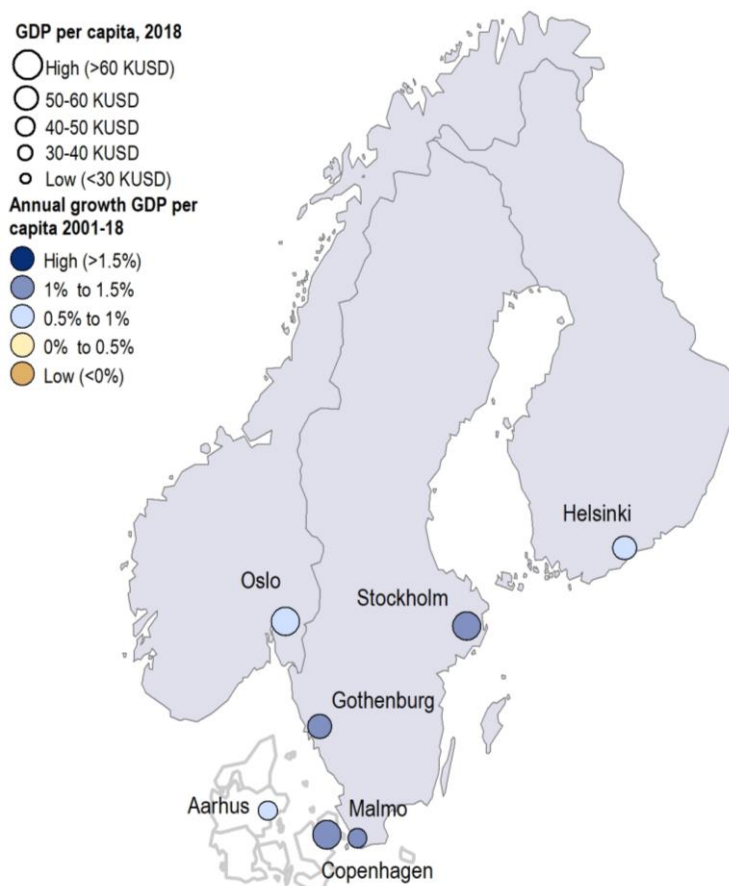 GDP per capita, 2018
High (>60 KUSD)
50-60 KUSD
40-50 KUSD
30-40 KUSD
Low (<30 KUSD)
Annual growth GDP per
capita 2001-18
High (>1.5%)
1% to 1.5%
0.5% to 1%
0% to 0.5%
Low (<0%)
Helsinki
Oslo
Stockholm
Gothenburg
Aarhus
Malmo
Copenhagen